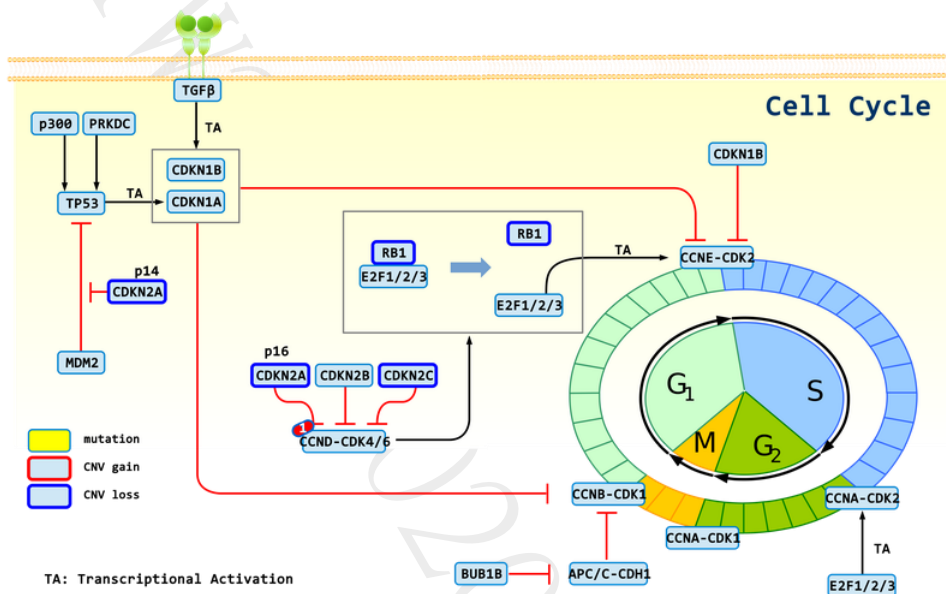 TGFβ
Cell Cycle
p300
PRKDC
TA
CDKN1B
CDKN1B
TP53
TA
CDKN1A
RB1
RB1
TA
CCNE-CDK2
E2F1/2/3
p14
CDKN2A
E2F1/2/3
p16
MDM2
CDKN2A
CDKN2B
CDKN2C
G1
S
1
CCND-CDK4/6
M
G2
mutation
CNV gain
CNV loss
CCNB-CDK1
CCNA-CDK2
CCNA-CDK1
TA
BUB1B
APC/C-CDH1
TA: Transcriptional Activation
E2F1/2/3